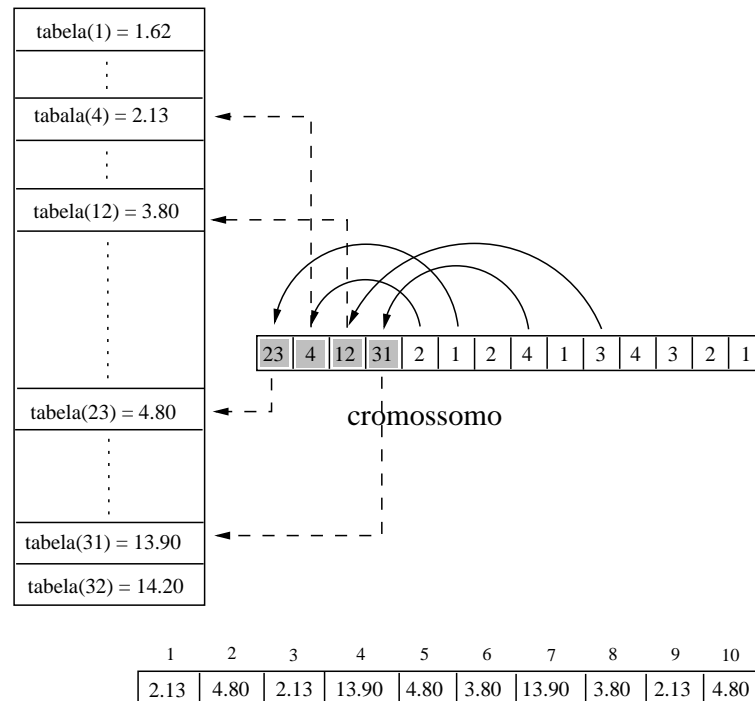 tabela(1) = 1.62
tabala(4) = 2.13
tabela(12) = 3.80
23 4 12 31 2 1 2 4 1 3 4 3 2 1
tabela(23) = 4.80
cromossomo
tabela(31) = 13.90
tabela(32) = 14.20
1 2 3 4 5 6 7 8 9 10
2.13 4.80 2.13 13.90 4.80 3.80 13.90 3.80 2.13 4.80